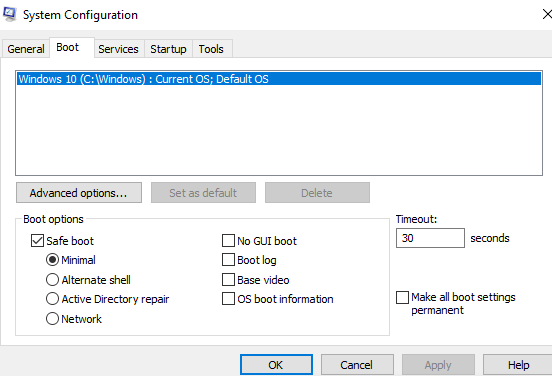 System Configuration
General Boot Services Startup Tools
Windows 10 (C:\Windows) : Current OS; Default OS
Advanced options... Set as default Delete
Boot options
Timeout:
Safe boot No GUI boot 30 seconds
Minimal Boot log
Alternate shell Base video
Active Directory repair OS boot information Make all boot settings
permanent
Network
OK Cancel Apply Help